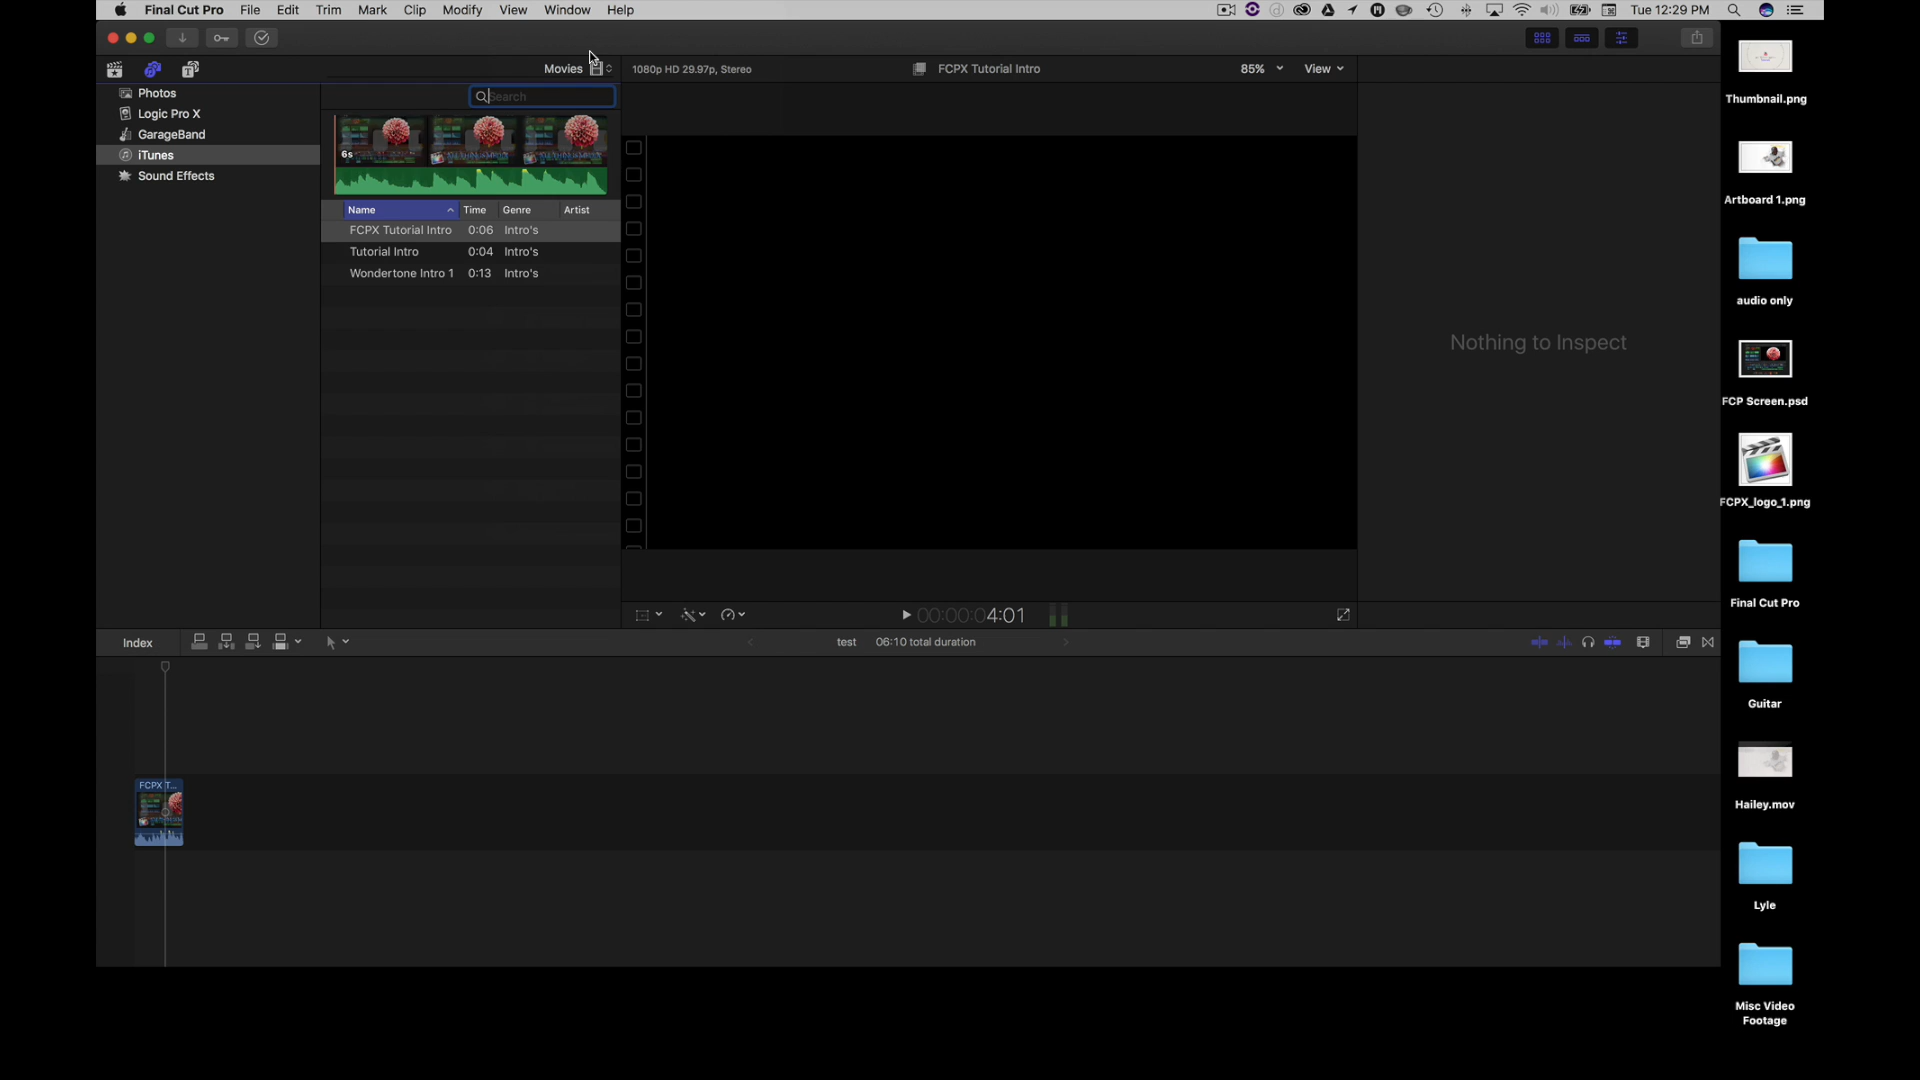 Final Cut Pro File Edit Trim Mark Clip Modify View Window Help Tue 12:29 PM
Movies 1080p HD 29.97p, Stereo FCPX Tutorial Intro 85% View
Photos
Logic Pro X
GarageBand
iTunes
Sound Effects
Search
6s
Name Time Genre Artist
FCPX Tutorial Intro 0:06 Intro's
Tutorial Intro 0:04 Intro's
Wondertone Intro 1 0:13 Intro's
Nothing to Inspect
00:00:04:01
Index test 06:10 total duration
FCPX T...
Thumbnail.png
Artboard 1.png
audio only
FCP Screen.psd
FCPX_logo_1.png
Final Cut Pro
Guitar
Hailey.mov
Lyle
Misc Video
Footage